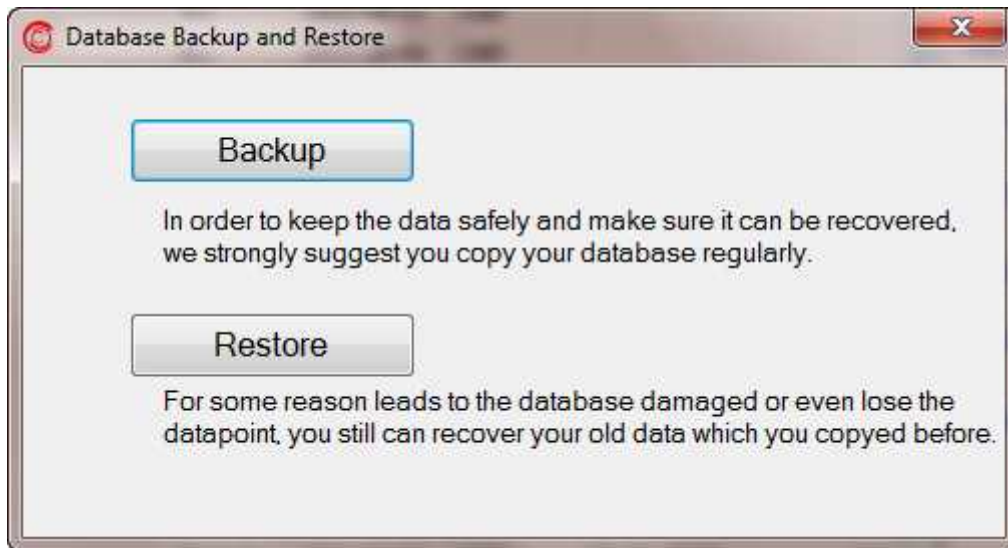 Database Backup and Restore
Backup
In order to keep the data safely and make sure it can be recovered,
we strongly suggest you copy your database regularly.
Restore
For some reason leads to the database damaged or even lose the
datapoint, you still can recover your old data which you copyed before.